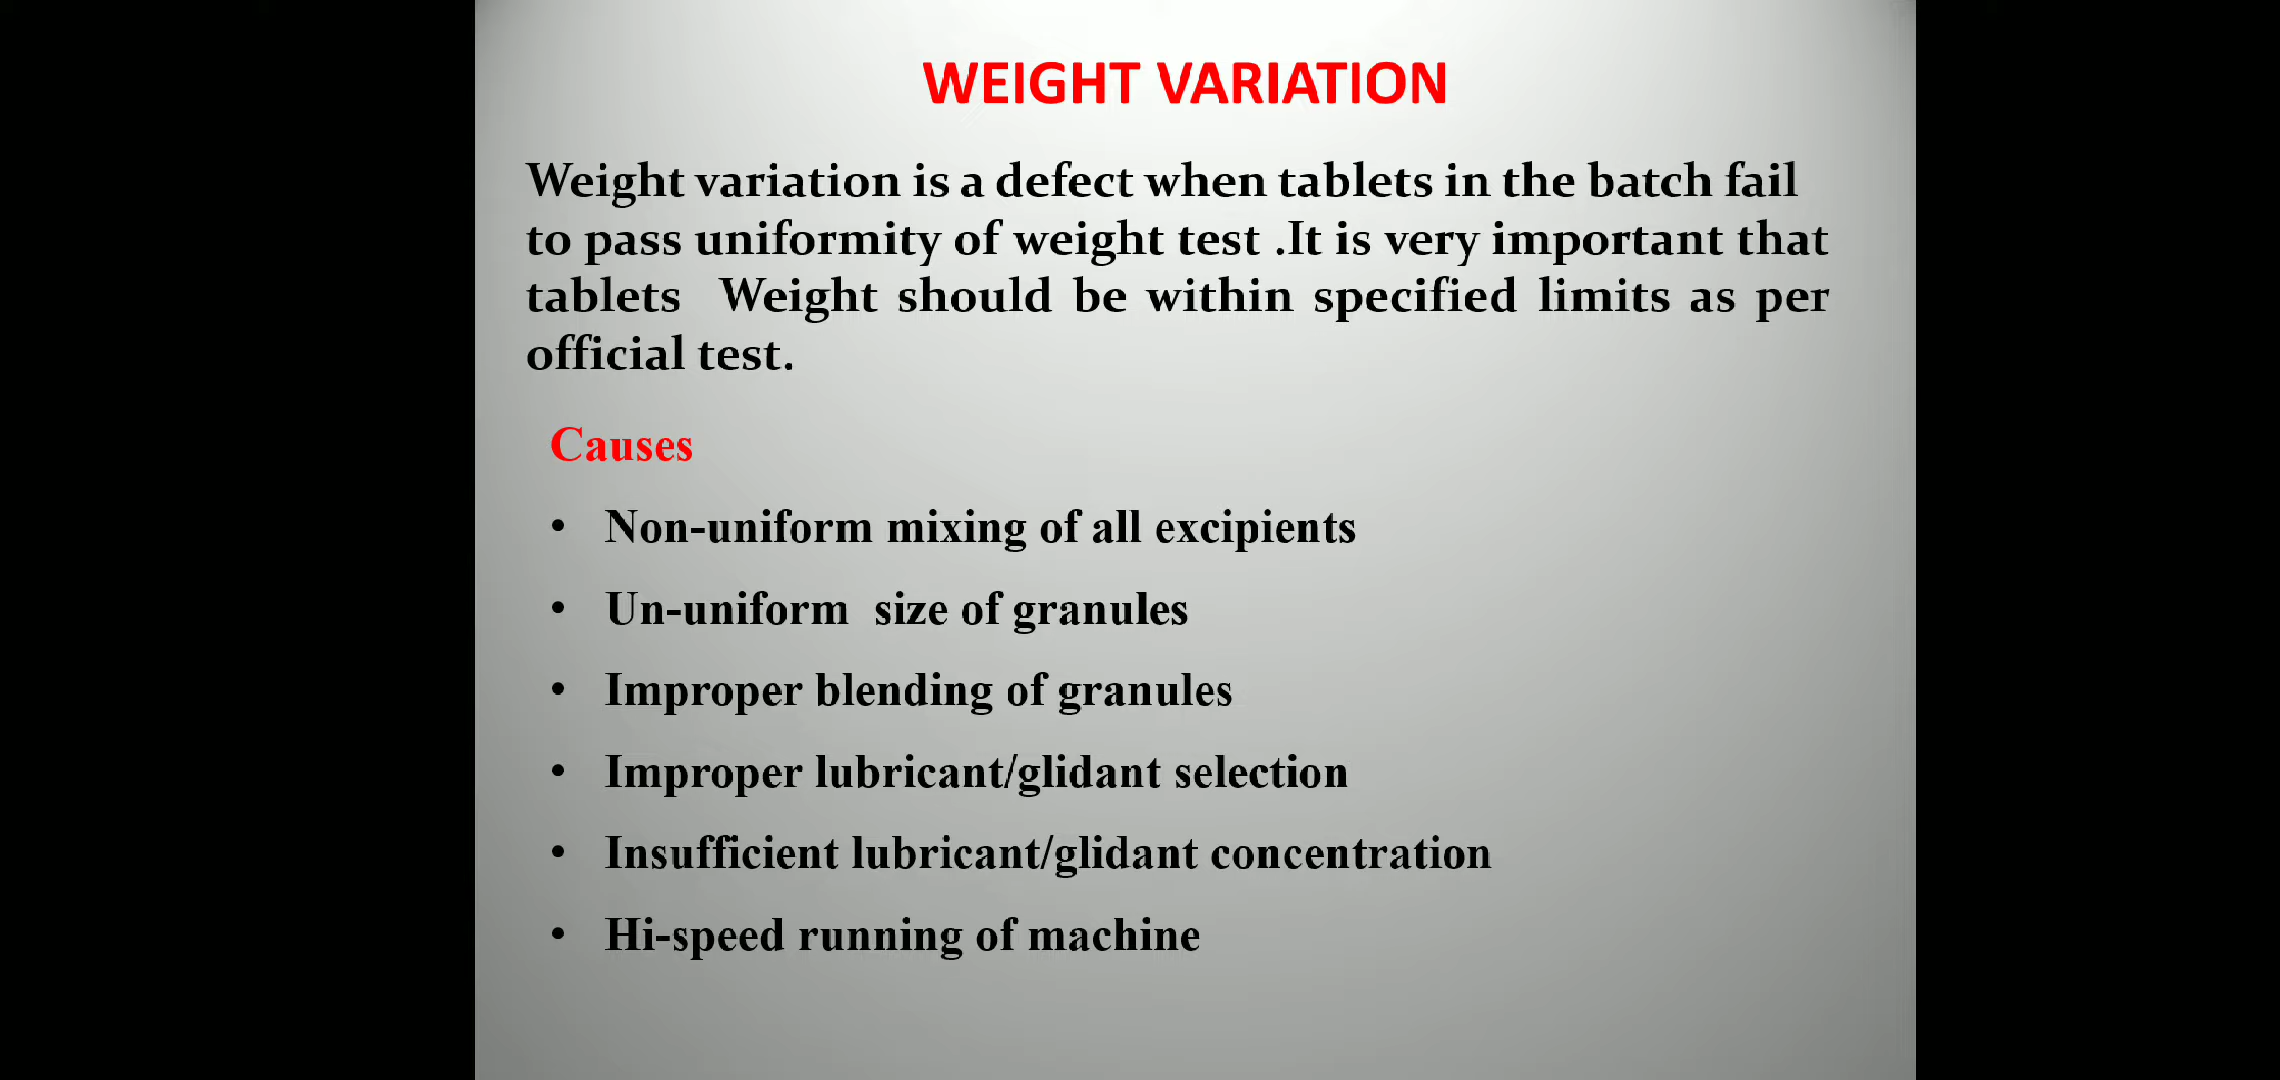 WEIGHT VARIATION
Weight variation is a defect when tablets in the batch fail
to pass uniformity of weight test .It is very important that
tablets Weight should be within specified limits as per
official test.
Causes
• Non-uniform mixing of all excipients
• Un-uniform size of granules
• Improper blending of granules
• Improper lubricant/glidant selection
• Insufficient lubricant/glidant concentration
• Hi-speed running of machine